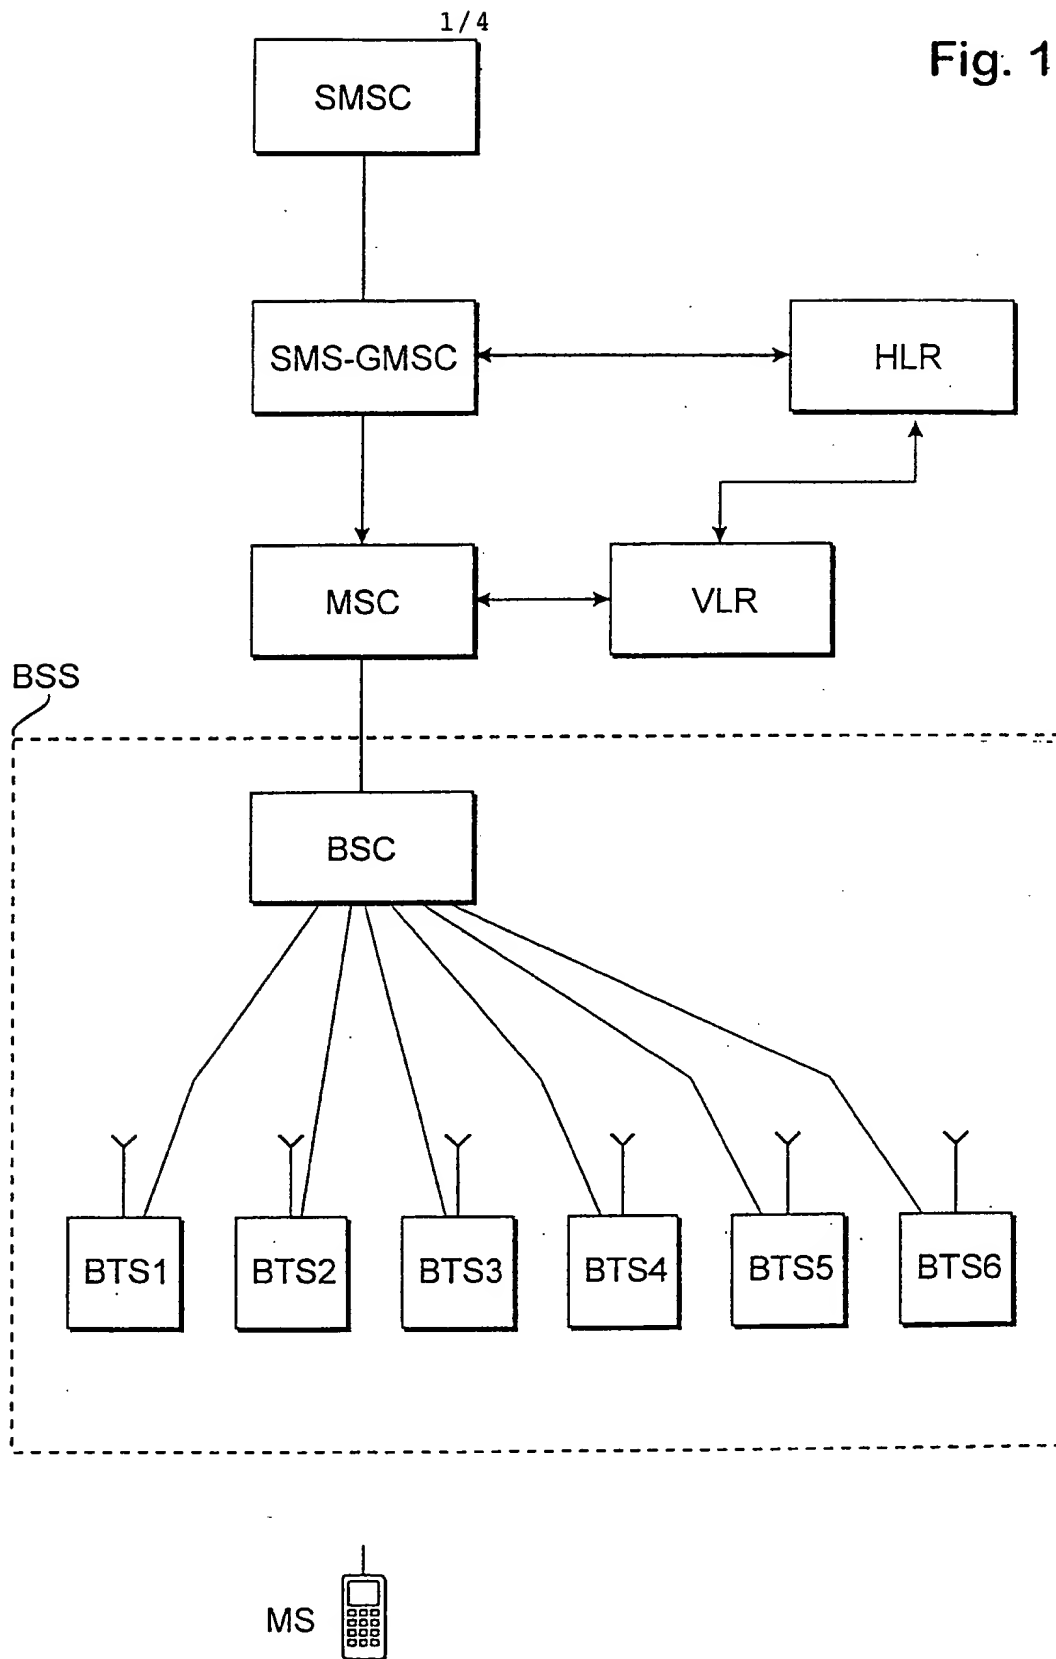 1/4
Fig. 1
SMSC
SMS-GMSC
HLR
MSC
VLR
BSS
BSC
BTS1
BTS2
BTS3
BTS4
BTS5
BTS6
MS